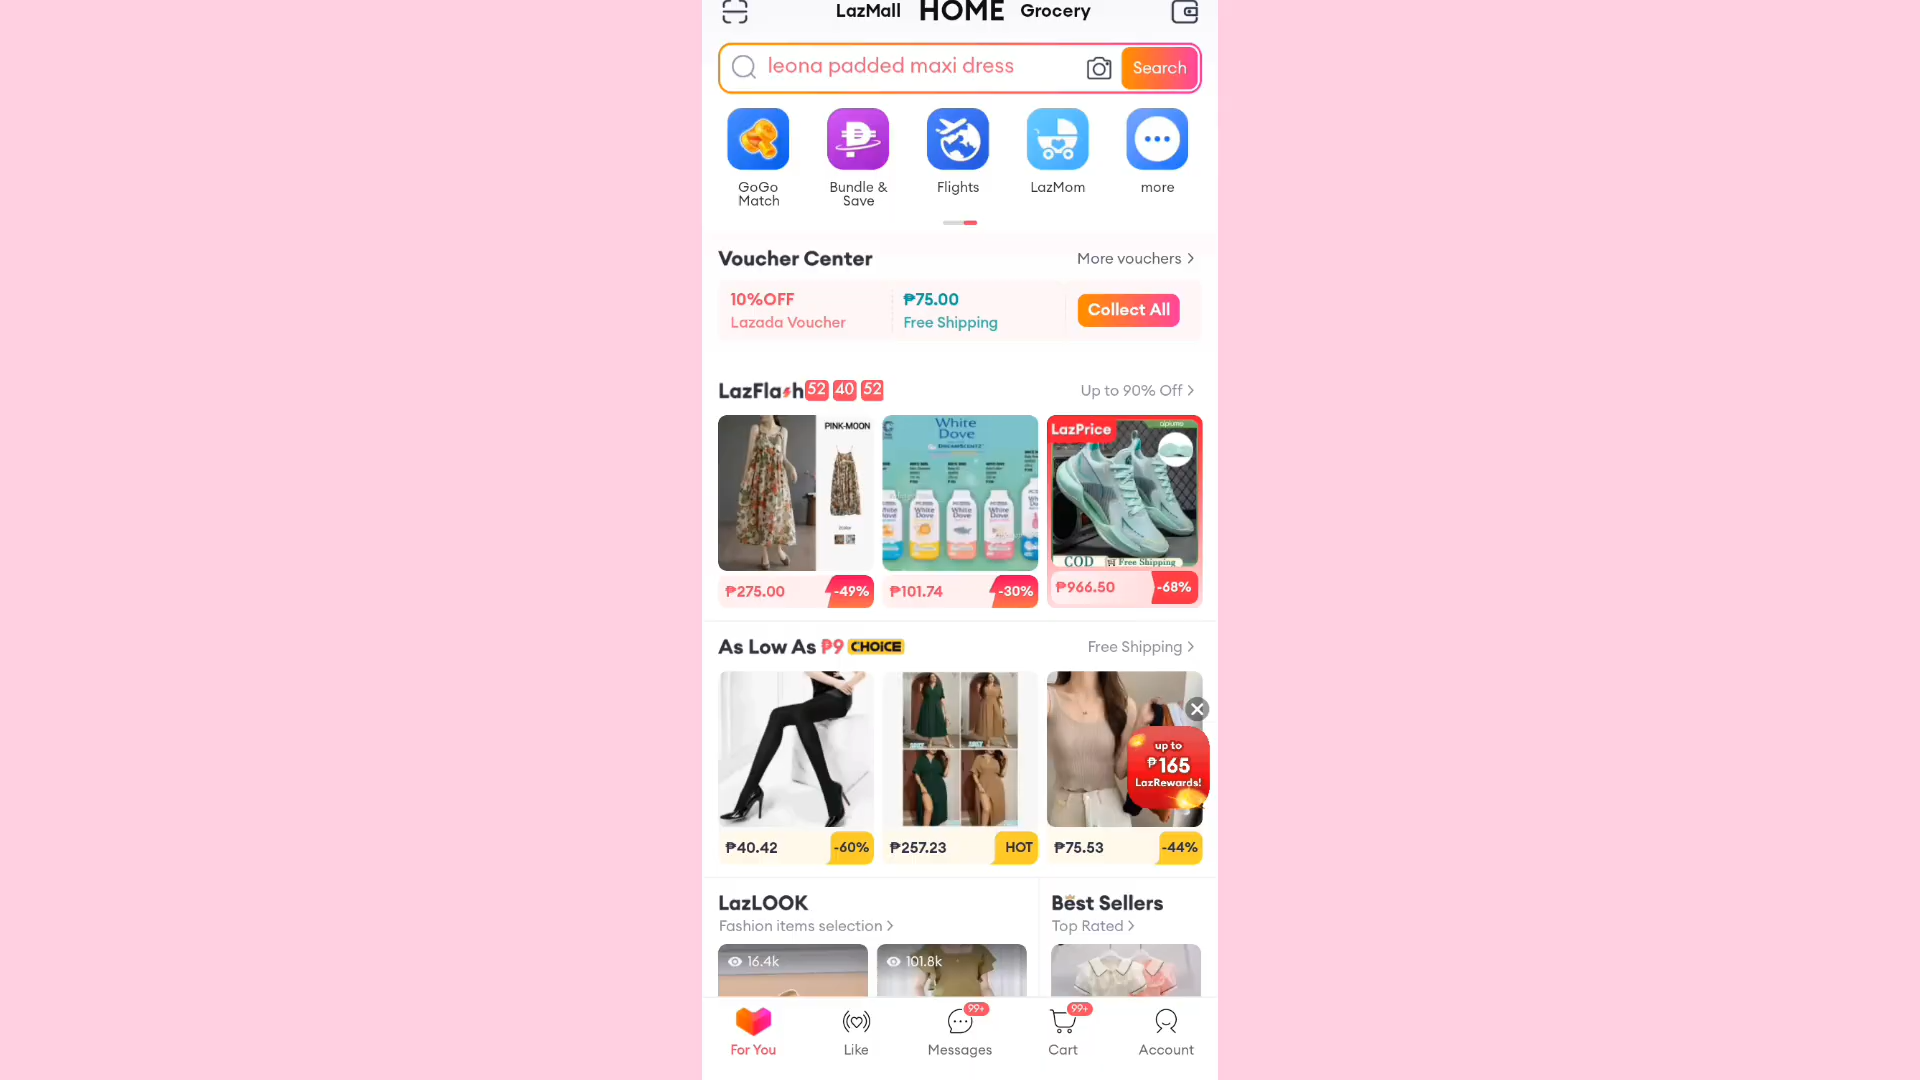 LazMall HOME Grocery
leona padded maxi dress Search
GoGo Match
Bundle & Save
Flights
LazMom
more
Voucher Center More vouchers >
10%OFF
Lazada Voucher
₱75.00
Free Shipping
Collect All
LazFlash 52 40 52 Up to 90% Off >
PINK-MOON
White
Dove
LazPrice
COD Free Shipping
₱275.00 -49%
₱101.74 -30%
₱966.50 -68%
As Low As ₱9 CHOICE Free Shipping >
up to
₱165
LazRewards!
₱40.42 -60%
₱257.23 HOT
₱75.53 -44%
LazLOOK
Fashion items selection >
Best Sellers
Top Rated >
16.4k
101.8k
99+
99+
For You
Like
Messages
Cart
Account